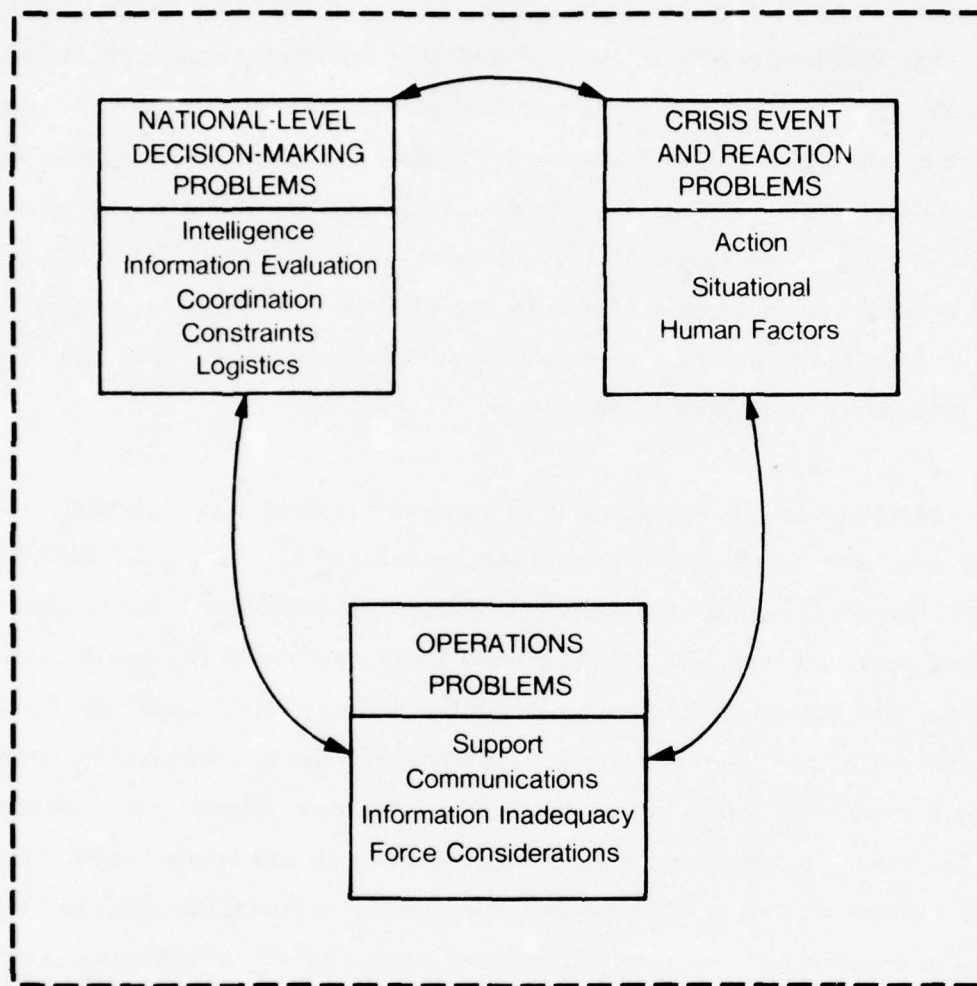 NATIONAL-LEVEL
DECISION-MAKING
PROBLEMS
Intelligence
Information Evaluation
Coordination
Constraints
Logistics
CRISIS EVENT
AND REACTION
PROBLEMS
Action
Situational
Human Factors
OPERATIONS
PROBLEMS
Support
Communications
Information Inadequacy
Force Considerations